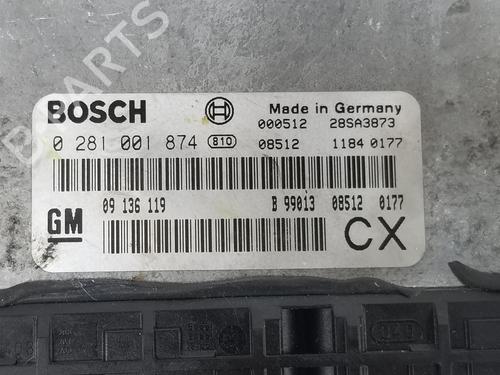 BOSCH Made in Germany
000512 28SA3873
0 281 001 874 810 08512 1184 0177
09 136 119 B 99013 08512 0177
GM CX
PARTS